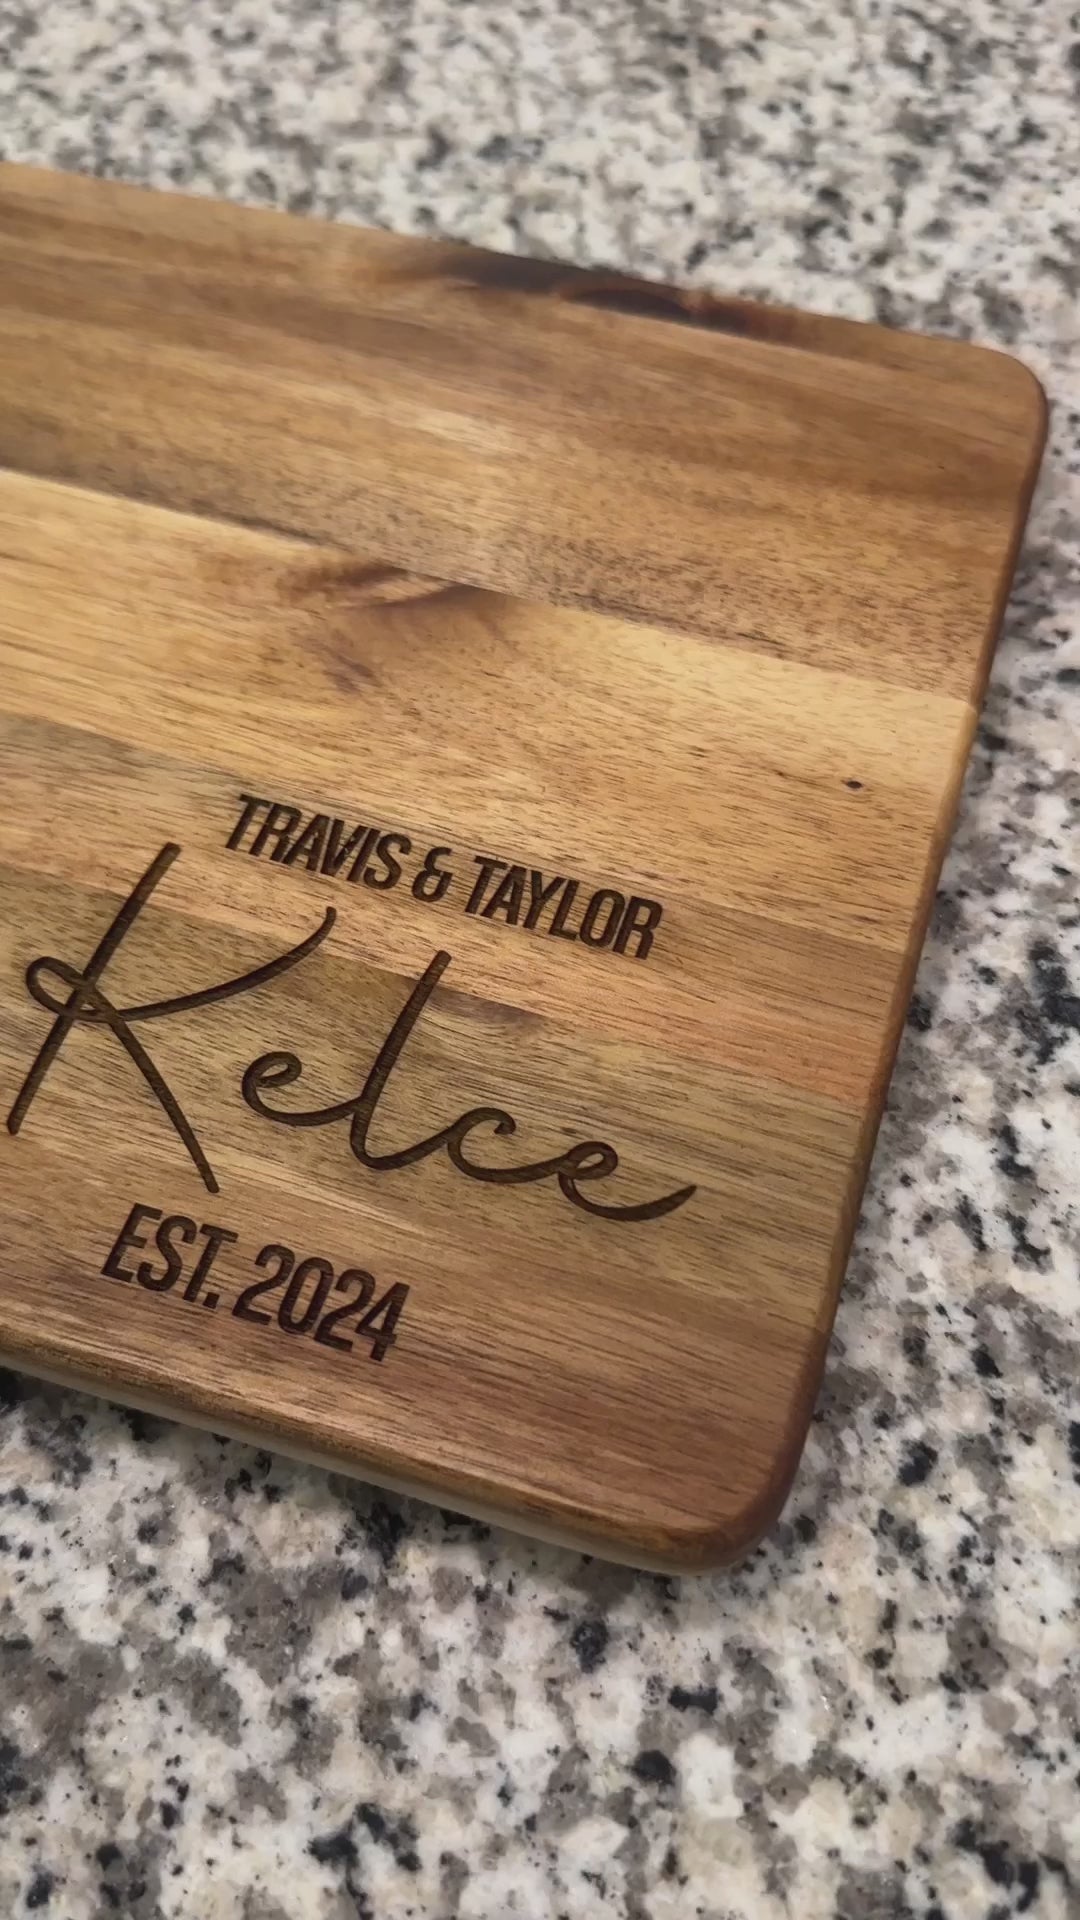 TRAVIS & TAYLOR
Kelce
EST. 2024